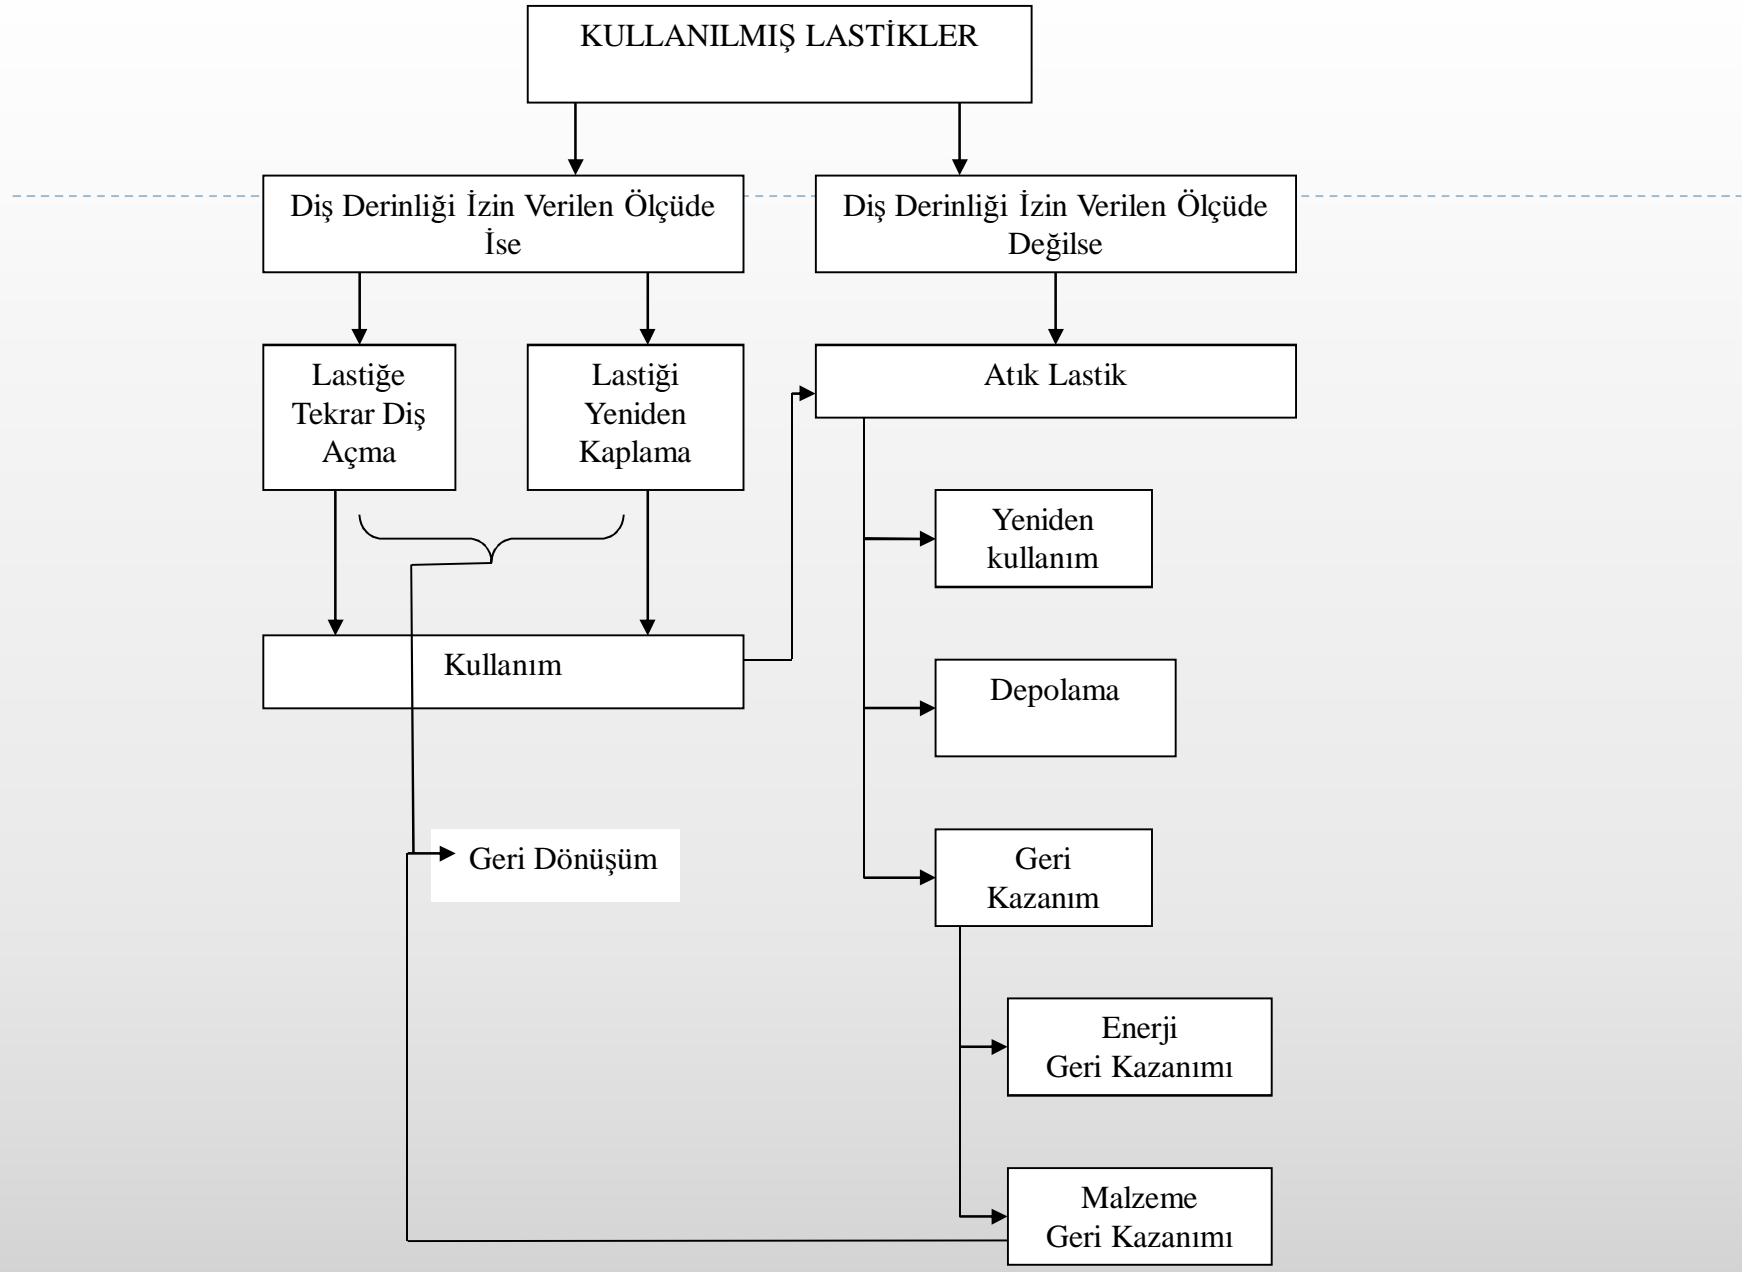 KULLANILMIŞ LASTİKLER
Diş Derinliği İzin Verilen Ölçüde
İse
Diş Derinliği İzin Verilen Ölçüde
Değilse
Lastiğe
Tekrar Diş
Açma
Lastiği
Yeniden
Kaplama
Atık Lastik
Yeniden
kullanım
Kullanım
Depolama
Geri Dönüşüm
Geri
Kazanım
Enerji
Geri Kazanımı
Malzeme
Geri Kazanımı